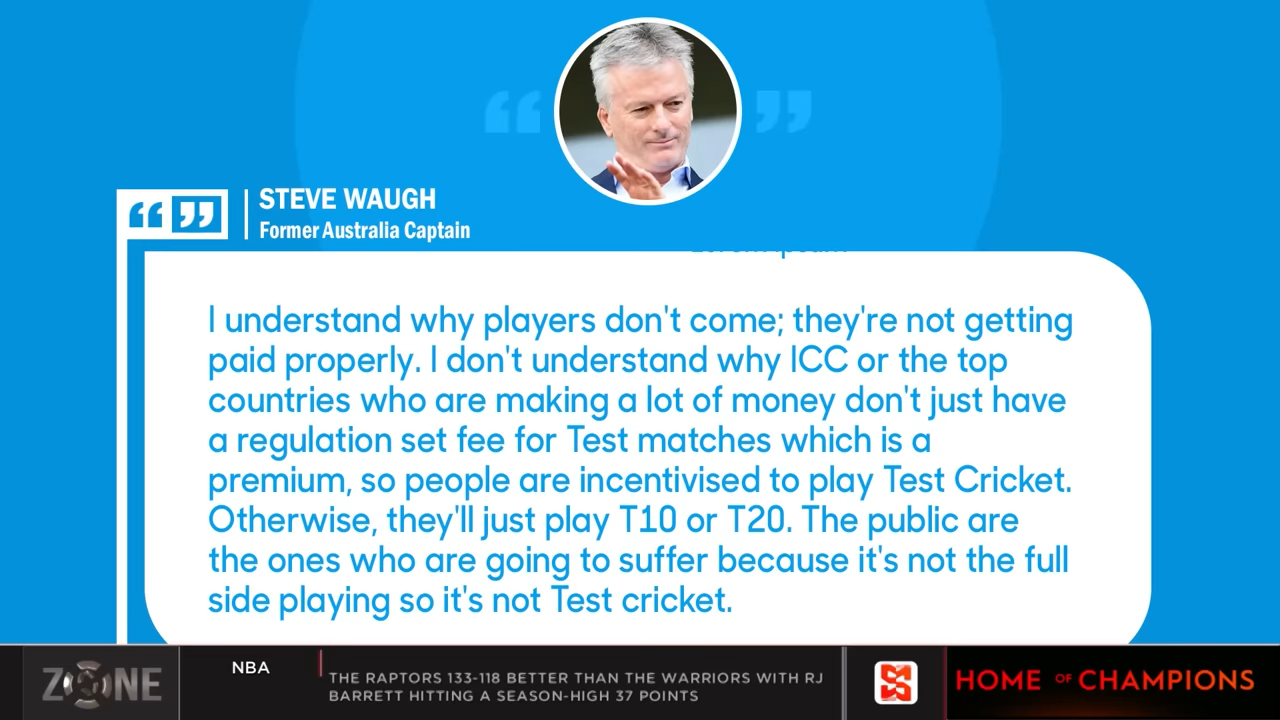 STEVE WAUGH
Former Australia Captain
I understand why players don't come; they're not getting
paid properly. I don't understand why ICC or the top
countries who are making a lot of money don't just have
a regulation set fee for Test matches which is a
premium, so people are incentivised to play Test Cricket.
Otherwise, they'll just play T10 or T20. The public are
the ones who are going to suffer because it's not the full
side playing so it's not Test cricket.
ZONE
NBA
THE RAPTORS 133-118 BETTER THAN THE WARRIORS WITH RJ
BARRETT HITTING A SEASON-HIGH 37 POINTS
HOME OF CHAMPIONS